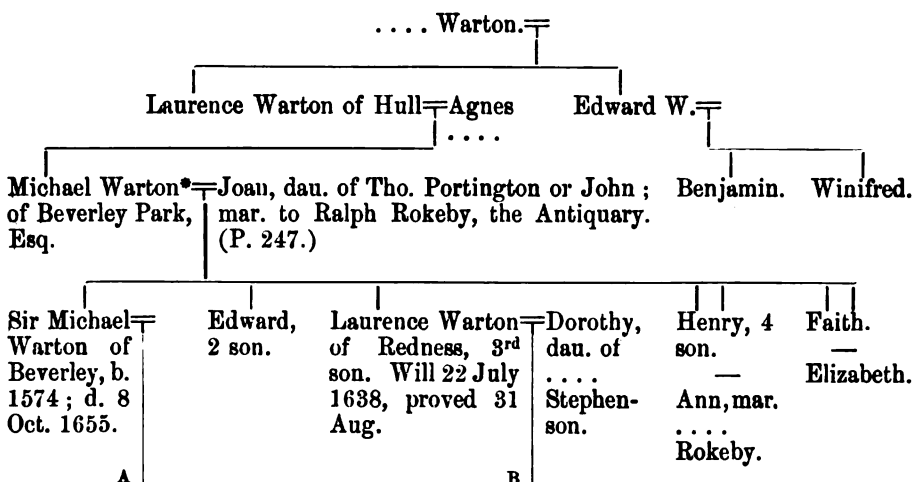 . . . . Warton.
Laurence Warton of Hull Agnes
. . . .
Edward W.
Michael Warton*
of Beverley Park,
Esq.
Joan, dau. of Tho. Portington or John ;
mar. to Ralph Rokeby, the Antiquary.
(P. 247.)
Benjamin.
Winifred.
Sir Michael
Warton of
Beverley, b.
1574 ; d. 8
Oct. 1655.
Edward,
2 son.
Laurence Warton
of Redness, 3rd
son. Will 22 July
1638, proved 31
Aug.
Dorothy,
dau. of
. . . .
Stephen-
son.
Henry, 4
son.
—
Ann, mar.
. . . .
Rokeby.
Faith.
—
Elizabeth.
A
B